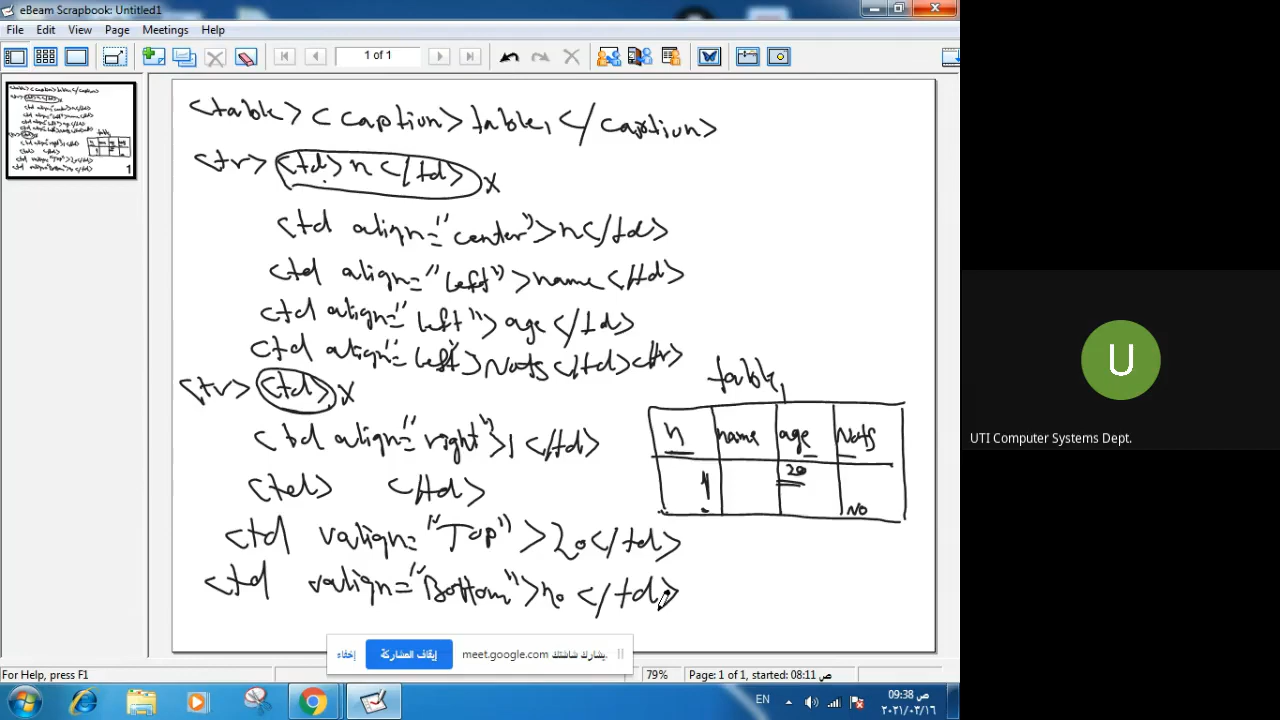 eBeam Scrapbook: Untitled1
File Edit View Page Meetings Help
1 of 1
<table> <caption> table1 </caption>
<tr> <td> n </td> x
<td align="center">n</td>
<td align="left">name</td>
<td align="left">age</td>
<td align="left">Nots</td></tr>
<tr> <td> x
<td align="right">1</td>
<td> </td>
<td valign="Top">20</td>
<td valign="Bottom">no</td>
table1
n name age Nots
1 20 No
1
UTI Computer Systems Dept.
U
إخفاء إيقاف المشاركة meet.google.com يشارك شاشتك.
For Help, press F1 79% Page: 1 of 1, started: 08:11 ص
EN 09:38 ص
٢٠٢١/٠٣/١٦